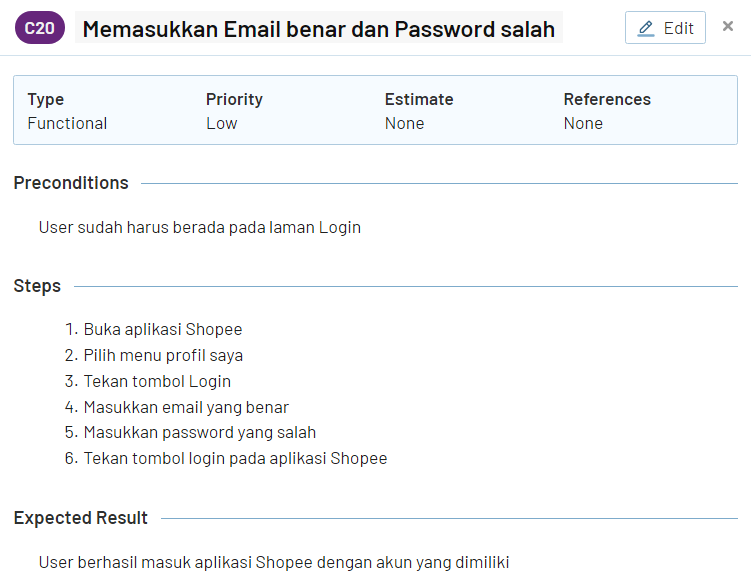 C20 Memasukkan Email benar dan Password salah Edit ×
Type Priority Estimate References
Functional Low None None
Preconditions
User sudah harus berada pada laman Login
Steps
1. Buka aplikasi Shopee
2. Pilih menu profil saya
3. Tekan tombol Login
4. Masukkan email yang benar
5. Masukkan password yang salah
6. Tekan tombol login pada aplikasi Shopee
Expected Result
User berhasil masuk aplikasi Shopee dengan akun yang dimiliki